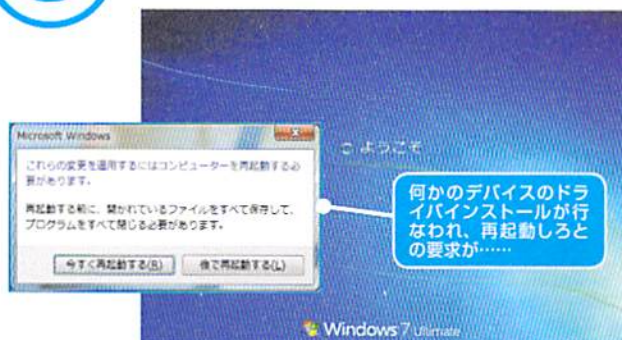 Microsoft Windows
これらの変更を適用するにはコンピューターを再起動する必
要があります。
再起動する前に、開かれているファイルをすべて保存して、
プログラムをすべて閉じる必要があります。
今すぐ再起動する(R)
後で再起動する(L)
ようこそ
何かのデバイスのドラ
イバインストールが行
なわれ、再起動しろと
の要求が……
Windows 7 Ultimate